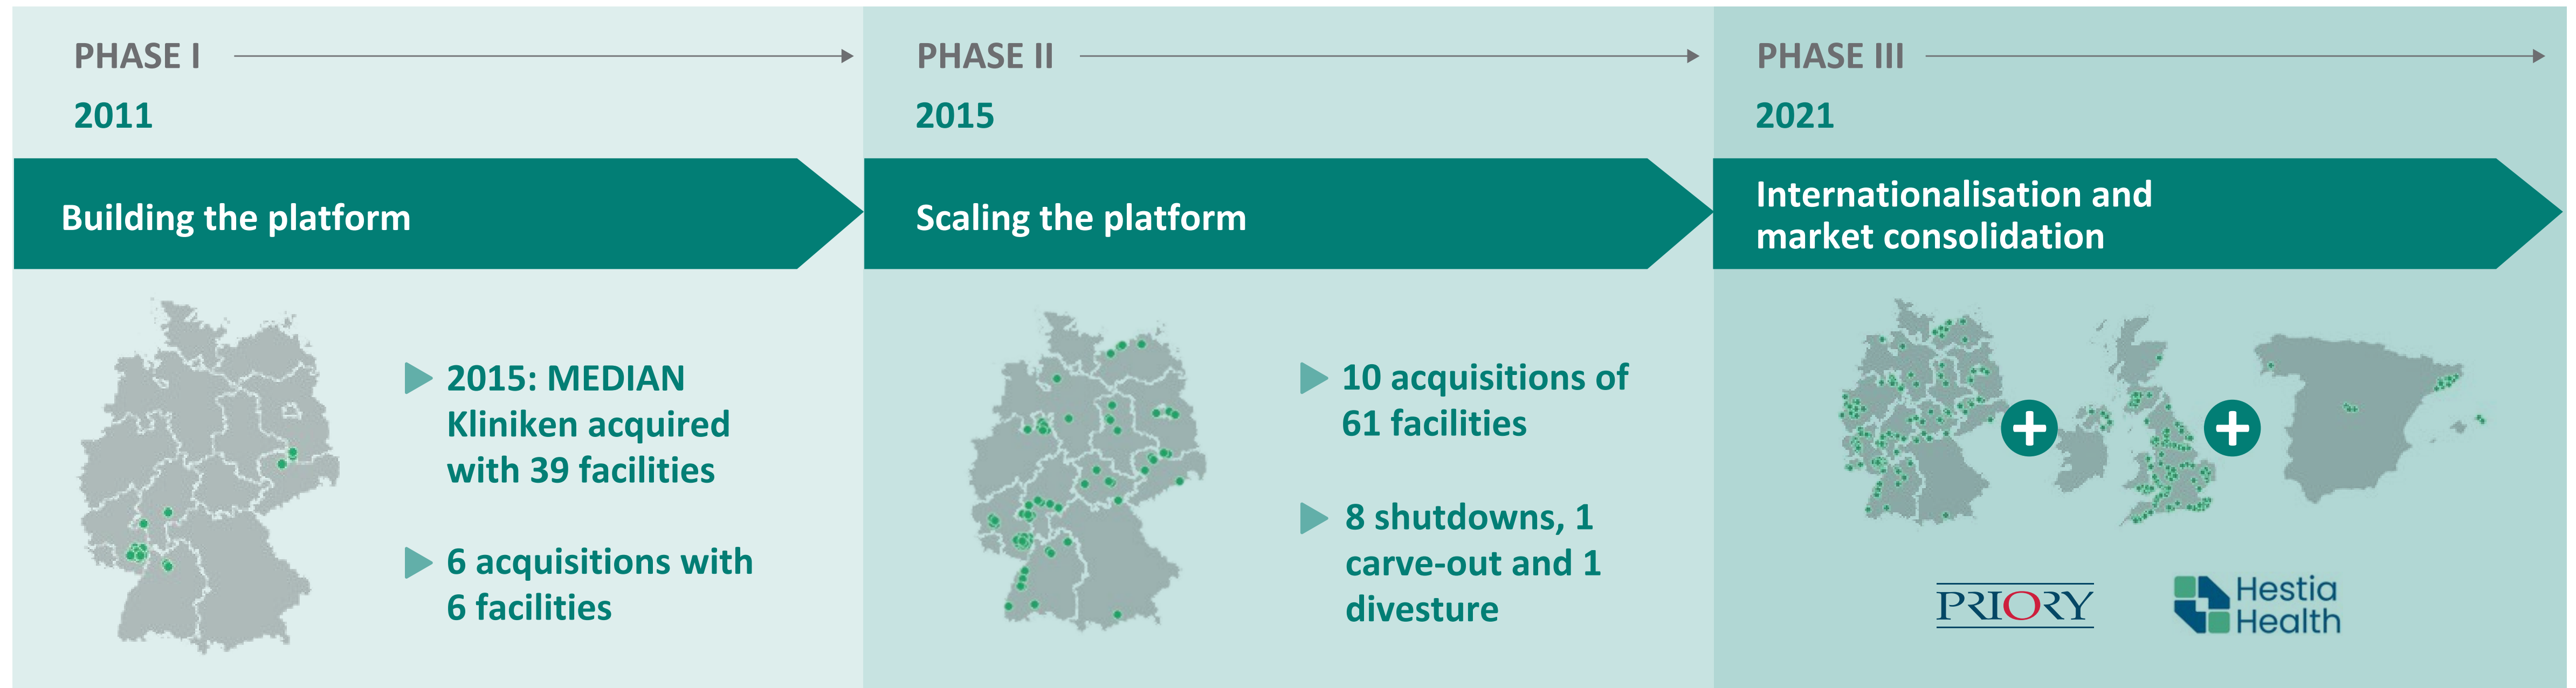 PHASE I
2011
Building the platform
2015: MEDIAN
Kliniken acquired
with 39 facilities
6 acquisitions with
6 facilities
PHASE II
2015
Scaling the platform
10 acquisitions of
61 facilities
8 shutdowns, 1
carve-out and 1
divesture
PHASE III
2021
Internationalisation and
market consolidation
PRIORY
Hestia
Health